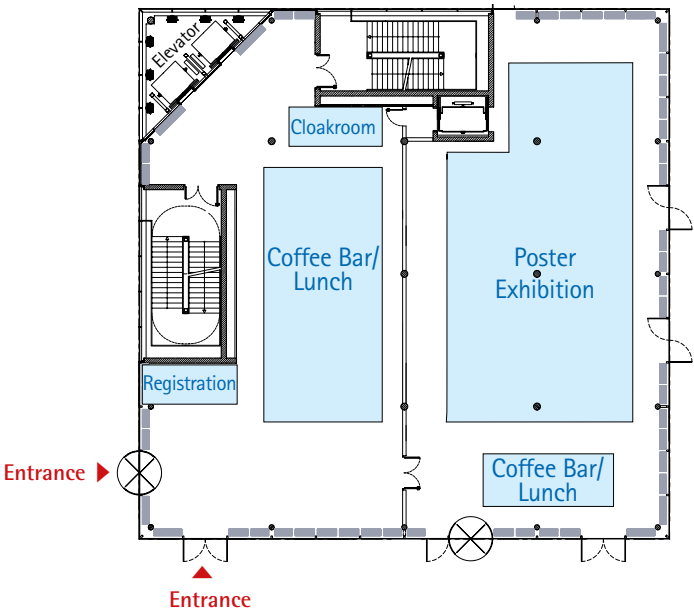 Elevator
Cloakroom
Coffee Bar/
Lunch
Poster
Exhibition
Registration
Entrance
Coffee Bar/
Lunch
Entrance